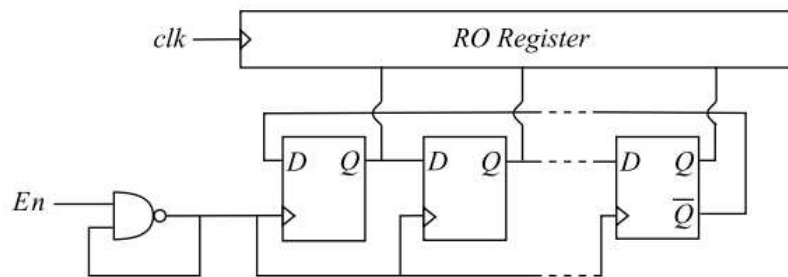 clk
RO Register
D Q
D Q
D Q
Q̅
En